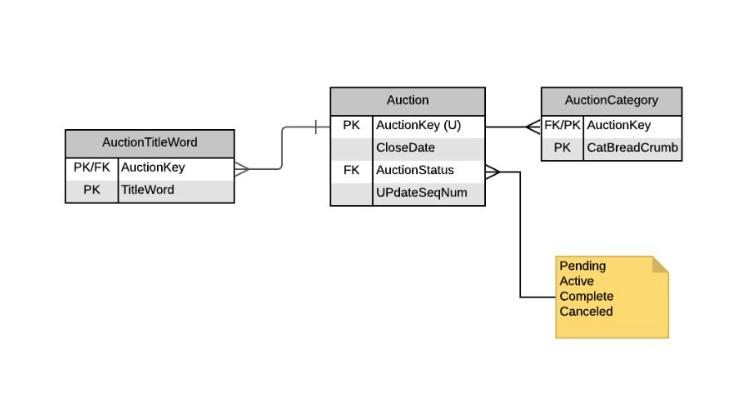 Auction
PK AuctionKey (U)
CloseDate
FK AuctionStatus
UPdateSeqNum
AuctionCategory
FK/PK AuctionKey
PK CatBreadCrumb
AuctionTitleWord
PK/FK AuctionKey
PK TitleWord
Pending
Active
Complete
Canceled